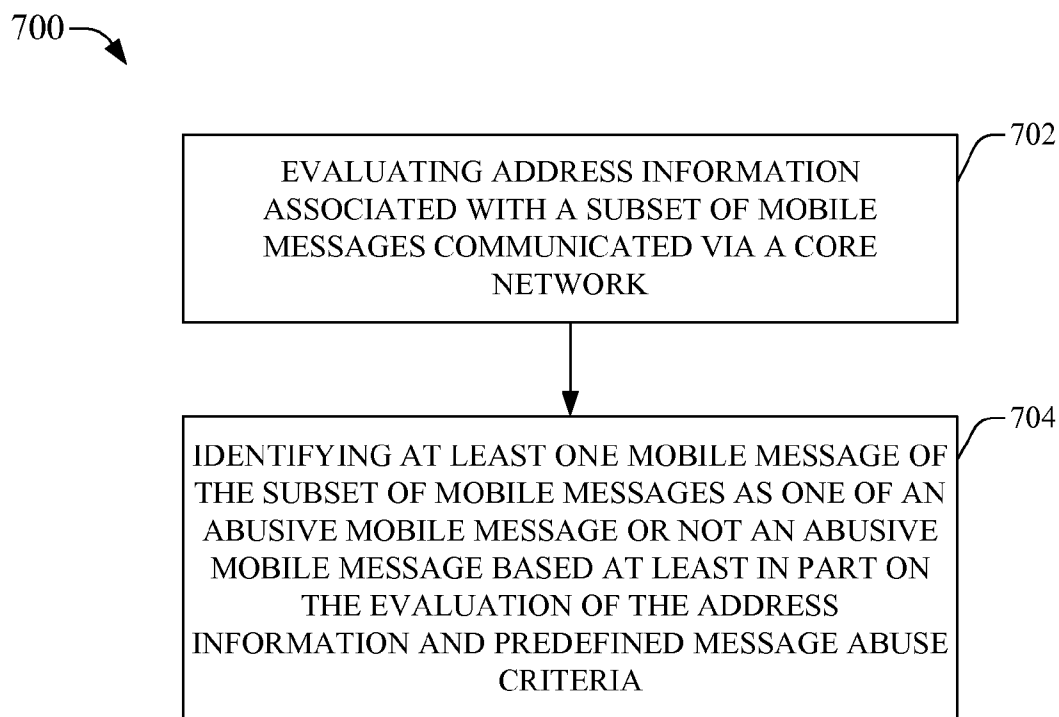 700
702
EVALUATING ADDRESS INFORMATION
ASSOCIATED WITH A SUBSET OF MOBILE
MESSAGES COMMUNICATED VIA A CORE
NETWORK
704
IDENTIFYING AT LEAST ONE MOBILE MESSAGE OF
THE SUBSET OF MOBILE MESSAGES AS ONE OF AN
ABUSIVE MOBILE MESSAGE OR NOT AN ABUSIVE
MOBILE MESSAGE BASED AT LEAST IN PART ON
THE EVALUATION OF THE ADDRESS
INFORMATION AND PREDEFINED MESSAGE ABUSE
CRITERIA